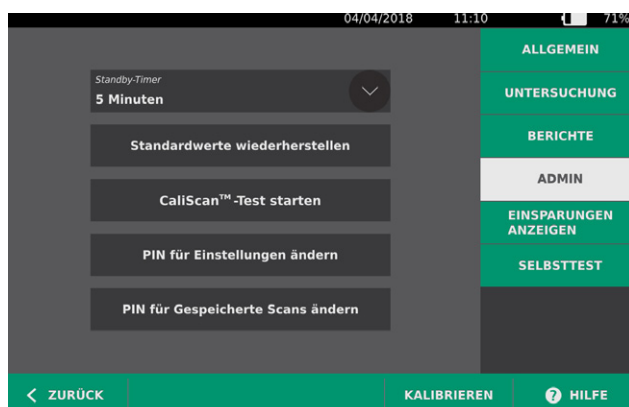 04/04/2018 11:10 71%
ALLGEMEIN
Standby-Timer
5 Minuten
UNTERSUCHUNG
Standardwerte wiederherstellen
BERICHTE
ADMIN
CaliScan™-Test starten
EINSPARUNGEN
ANZEIGEN
PIN für Einstellungen ändern
SELBSTTEST
PIN für Gespeicherte Scans ändern
ZURÜCK KALIBRIEREN ? HILFE